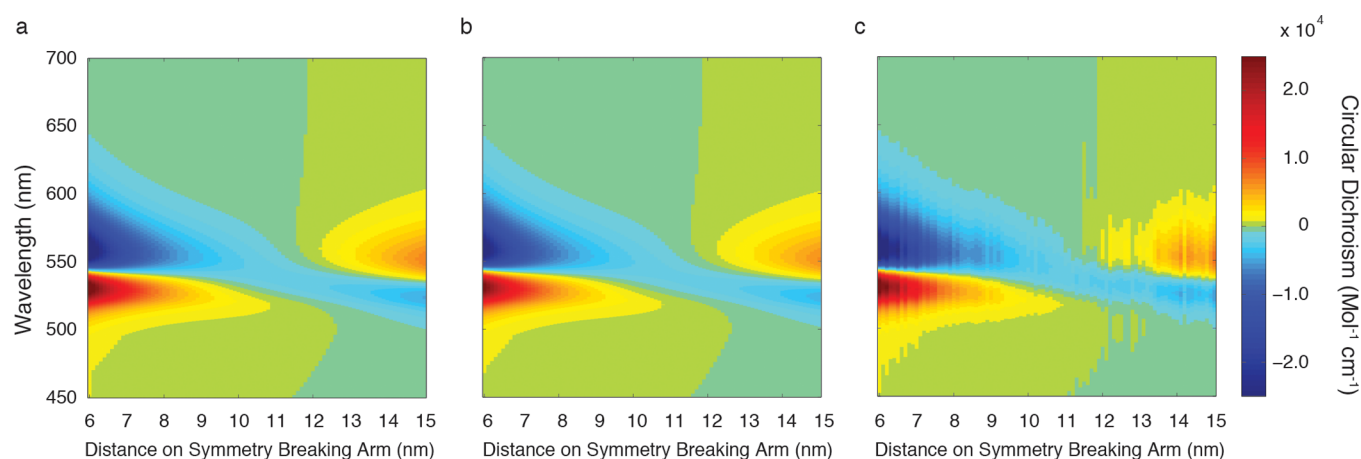 a
b
c
x 10⁴
700
650
600
550
500
450
Wavelength (nm)
6 7 8 9 10 11 12 13 14 15
Distance on Symmetry Breaking Arm (nm)
6 7 8 9 10 11 12 13 14 15
Distance on Symmetry Breaking Arm (nm)
6 7 8 9 10 11 12 13 14 15
Distance on Symmetry Breaking Arm (nm)
2.0
1.0
0
−1.0
−2.0
Circular Dichroism (Mol⁻¹ cm⁻¹)